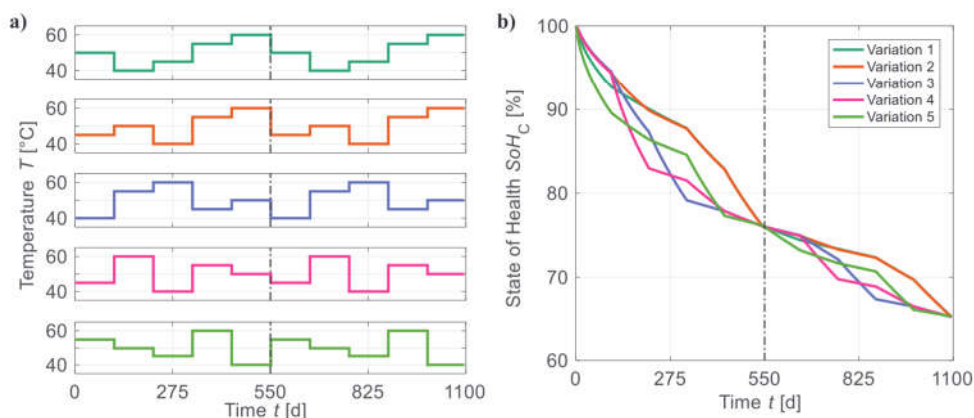 a)
60
40
60
40
60
40
60
40
60
40
Temperature T [°C]
0 275 550 825 1100
Time t [d]
b)
100
90
80
70
60
State of Health SoH_C [%]
Variation 1
Variation 2
Variation 3
Variation 4
Variation 5
0 275 550 825 1100
Time t [d]